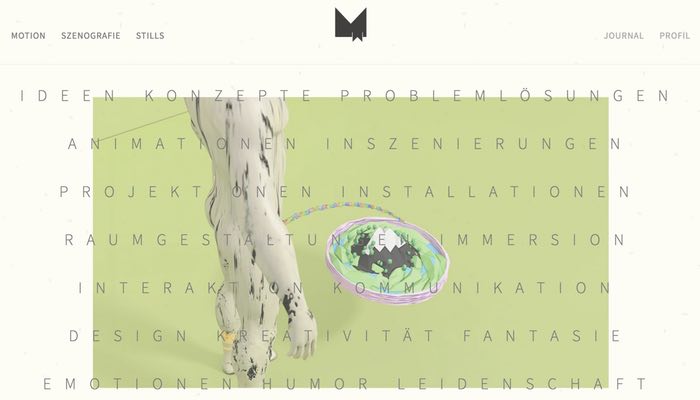 MOTION SZENOGRAFIE STILLS JOURNAL PROFIL
IDEEN KONZEPTE PROBLEMLÖSUNGEN
ANIMATIONEN INSZENIERUNGEN
PROJEKTIONEN INSTALLATIONEN
RAUMGESTALTUNGEN IMMERSION
INTERAKTION KOMMUNIKATION
DESIGN KREATIVITÄT FANTASIE
EMOTIONEN HUMOR LEIDENSCHAFT